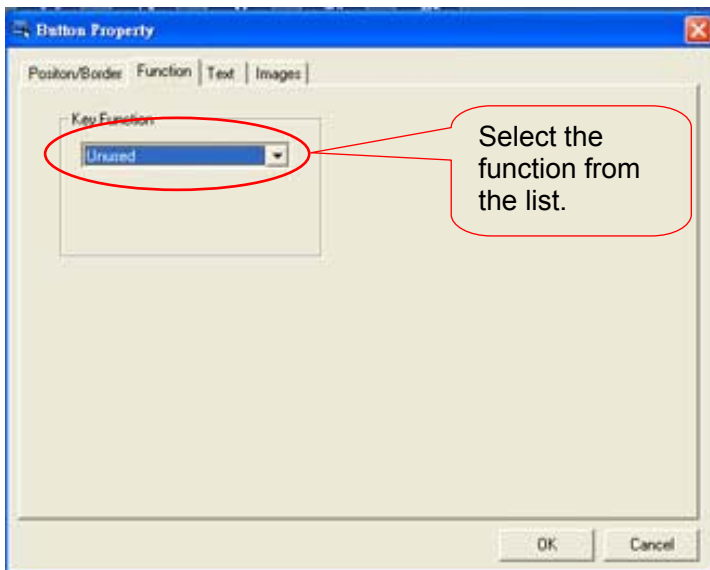 Button Property
Positon/Border Function Text Images
Key Function
Unused
Select the
function from
the list.
OK Cancel